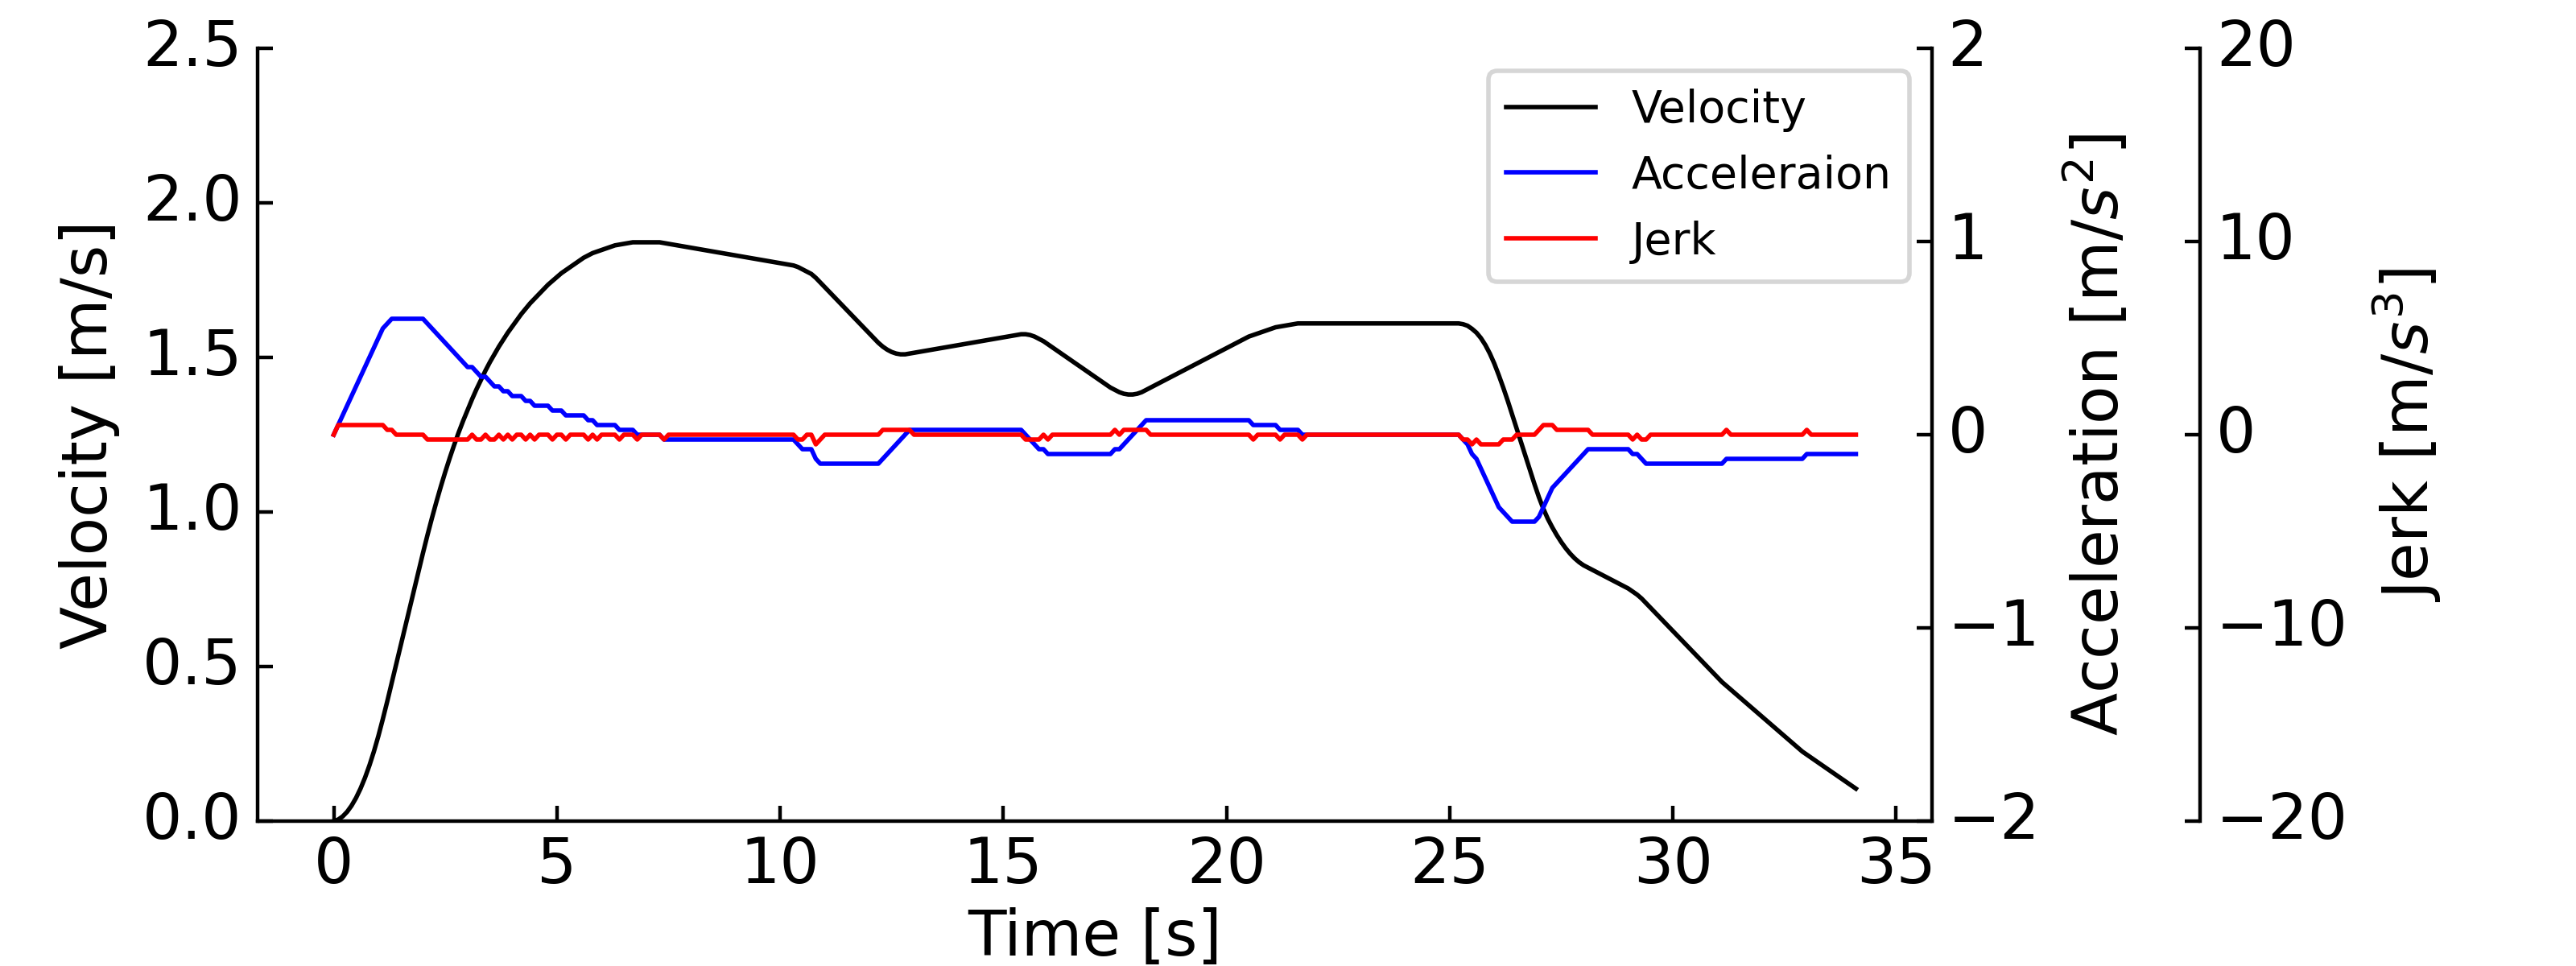 2.5
2.0
1.5
1.0
0.5
0.0
Velocity [m/s]
0 5 10 15 20 25 30 35
Time [s]
Velocity
Acceleraion
Jerk
2
1
0
−1
−2
Acceleration [m/s²]
20
10
0
−10
−20
Jerk [m/s³]